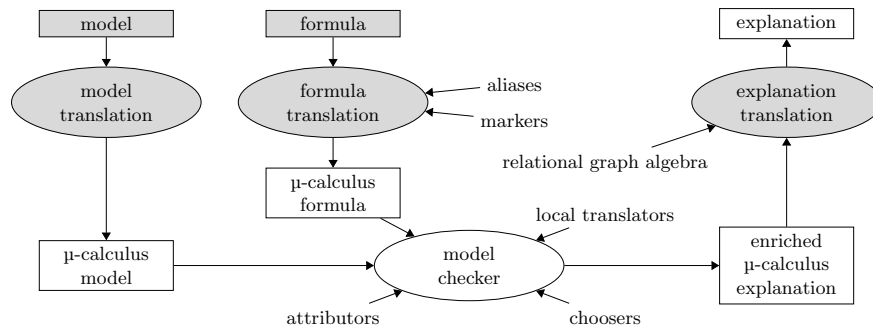 model
formula
explanation
model
translation
formula
translation
aliases
markers
explanation
translation
relational graph algebra
µ-calculus
formula
local translators
µ-calculus
model
model
checker
enriched
µ-calculus
explanation
attributors
choosers